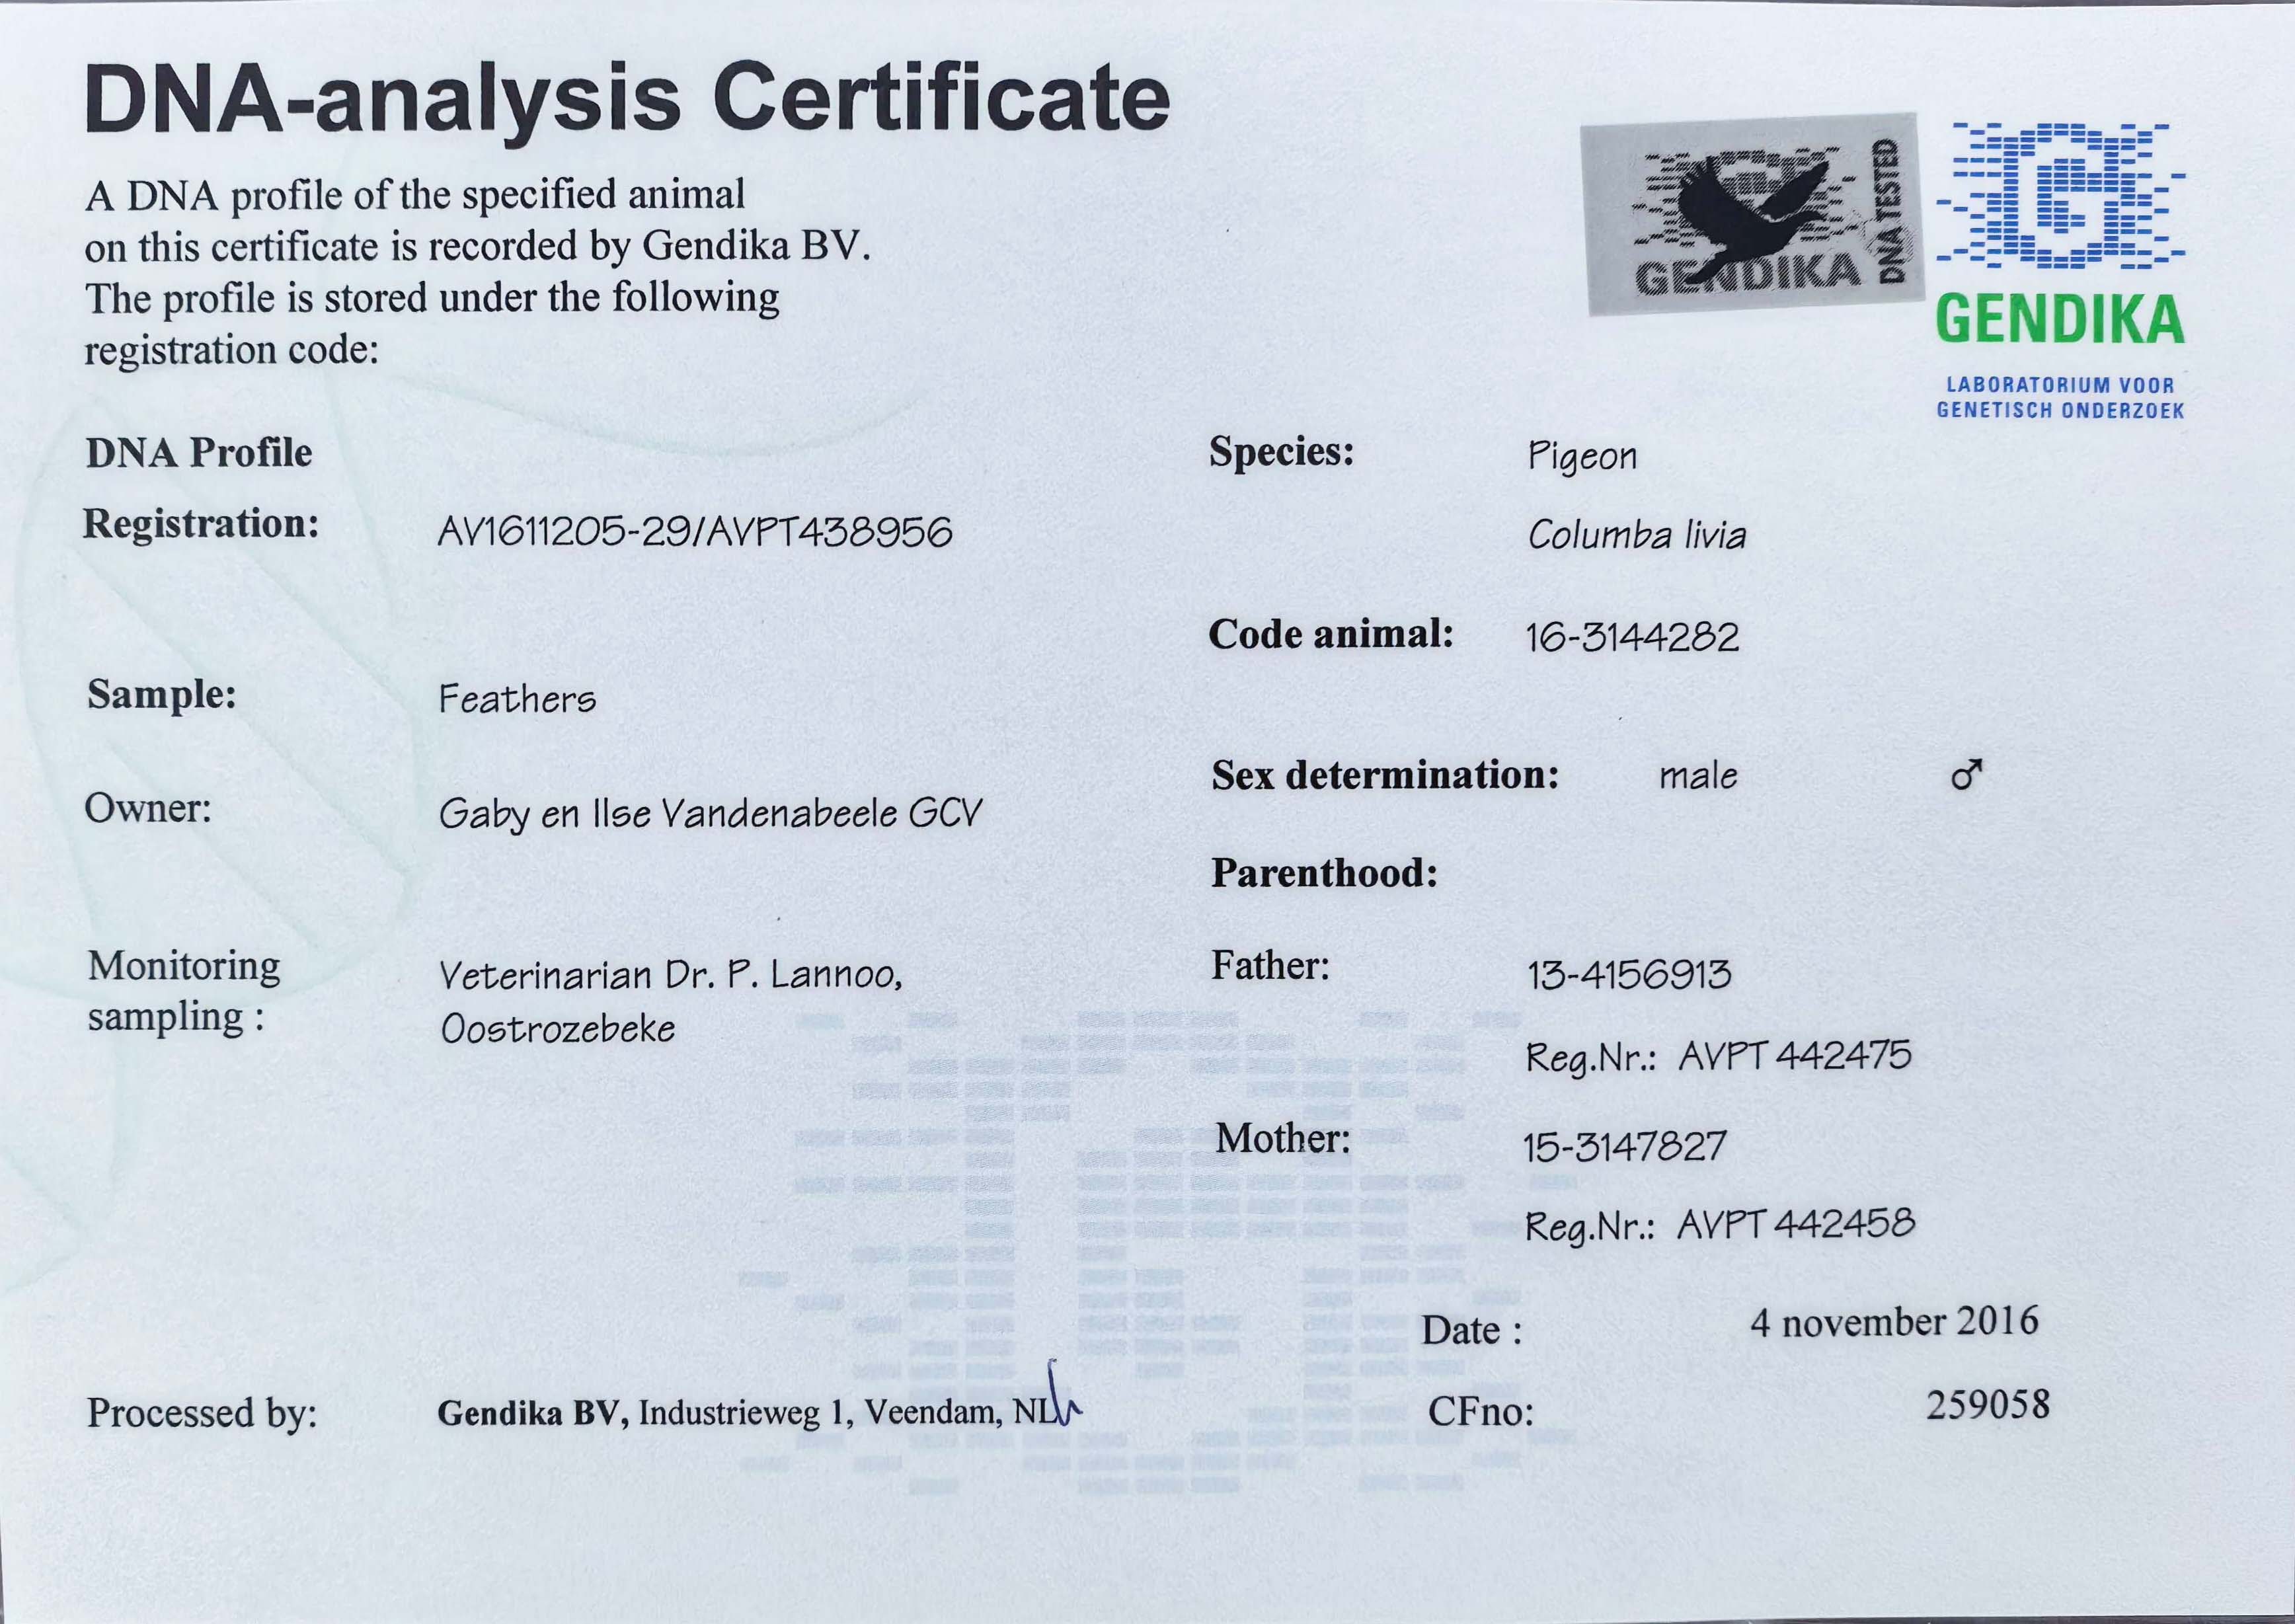 DNA-analysis Certificate
A DNA profile of the specified animal
on this certificate is recorded by Gendika BV.
The profile is stored under the following
registration code:
GENDIKA
DNA TESTED
GENDIKA
LABORATORIUM VOOR
GENETISCH ONDERZOEK
DNA Profile
Registration: AV1611205-29/AVPT438956
Sample: Feathers
Owner: Gaby en Ilse Vandenabeele GCV
Monitoring
sampling : Veterinarian Dr. P. Lannoo,
Oostrozebeke
Species: Pigeon
Columba livia
Code animal: 16-3144282
Sex determination: male ♂
Parenthood:
Father: 13-4156913
Reg.Nr.: AVPT 442475
Mother: 15-3147827
Reg.Nr.: AVPT 442458
Date : 4 november 2016
Processed by: Gendika BV, Industrieweg 1, Veendam, NL
CFno: 259058